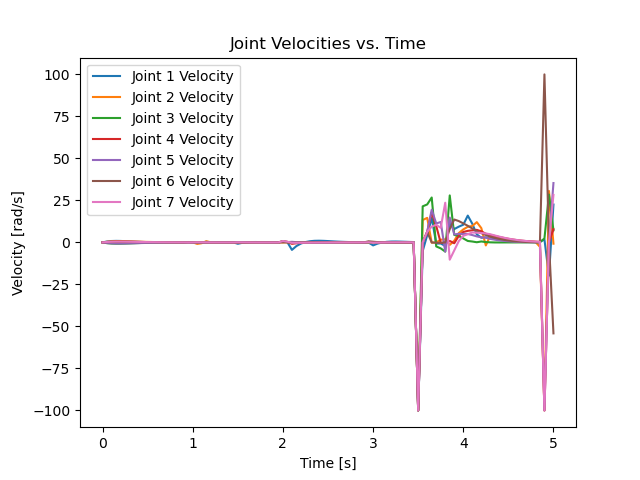 Joint Velocities vs. Time
Joint 1 Velocity
Joint 2 Velocity
Joint 3 Velocity
Joint 4 Velocity
Joint 5 Velocity
Joint 6 Velocity
Joint 7 Velocity
Velocity [rad/s]
100
75
50
25
0
−25
−50
−75
−100
0 1 2 3 4 5
Time [s]